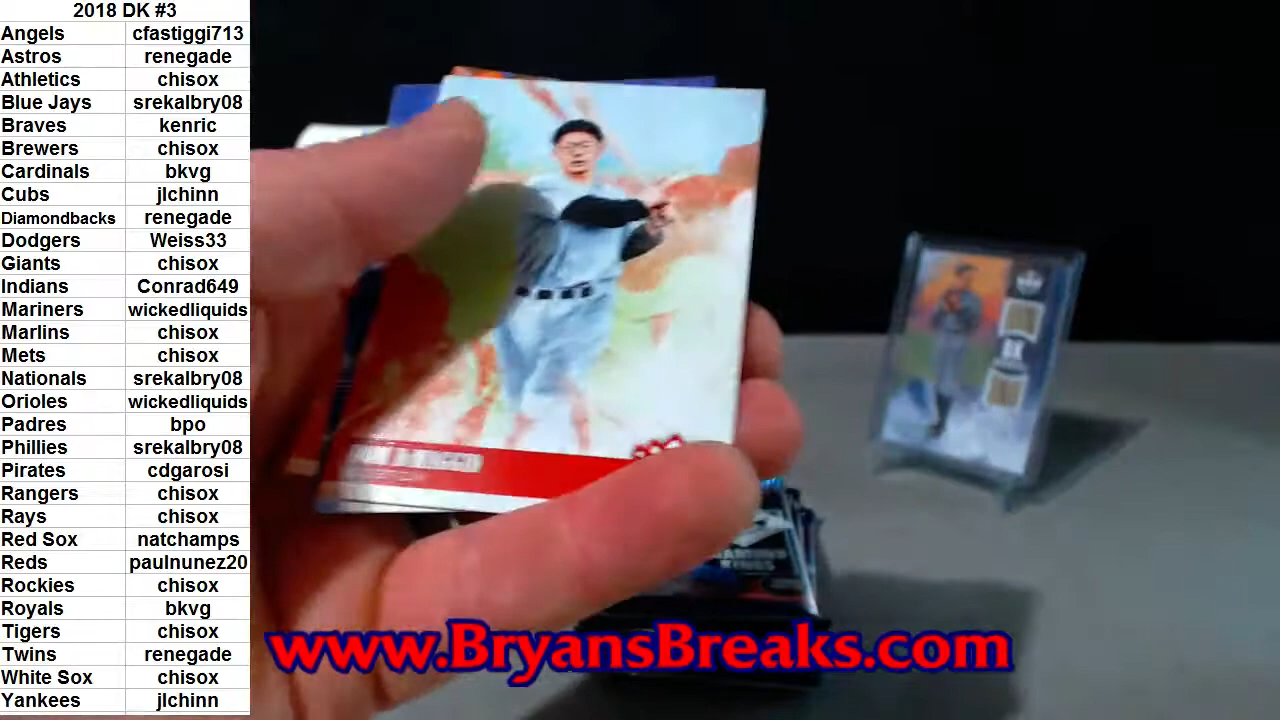 2018 DK #3
Angels cfastiggi713
Astros renegade
Athletics chisox
Blue Jays srekalbry08
Braves kenric
Brewers chisox
Cardinals bkvg
Cubs jlchinn
Diamondbacks renegade
Dodgers Weiss33
Giants chisox
Indians Conrad649
Mariners wickedliquids
Marlins chisox
Mets chisox
Nationals srekalbry08
Orioles wickedliquids
Padres bpo
Phillies srekalbry08
Pirates cdgarosi
Rangers chisox
Rays chisox
Red Sox natchamps
Reds paulnunez20
Rockies chisox
Royals bkvg
Tigers chisox
Twins renegade
White Sox chisox
Yankees jlchinn
KINGS
www.BryansBreaks.com